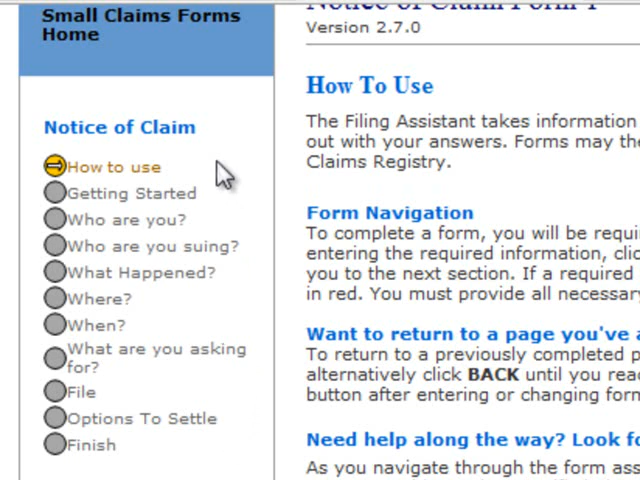 Small Claims Forms
Home
Notice of Claim
How to use
Getting Started
Who are you?
Who are you suing?
What Happened?
Where?
When?
What are you asking
for?
File
Options To Settle
Finish
Notice of Claim Form 1
Version 2.7.0
How To Use
The Filing Assistant takes information
out with your answers. Forms may the
Claims Registry.
Form Navigation
To complete a form, you will be requi
entering the required information, clic
you to the next section. If a required
in red. You must provide all necessary
Want to return to a page you've a
To return to a previously completed p
alternatively click BACK until you reac
button after entering or changing form
Need help along the way? Look fo
As you navigate through the form ass